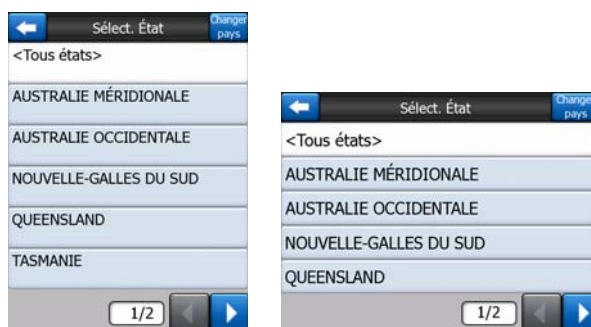 Sélect. État
Changer
pays
<Tous états>
AUSTRALIE MÉRIDIONALE
AUSTRALIE OCCIDENTALE
NOUVELLE-GALLES DU SUD
QUEENSLAND
TASMANIE
1/2
Sélect. État
Changer
pays
<Tous états>
AUSTRALIE MÉRIDIONALE
AUSTRALIE OCCIDENTALE
NOUVELLE-GALLES DU SUD
QUEENSLAND
1/2